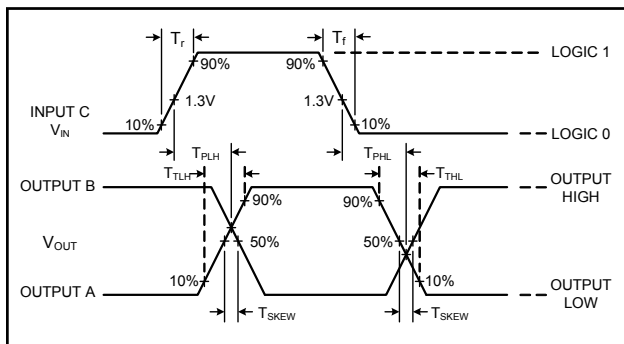 Tr
Tf
90%
90%
LOGIC 1
1.3V
1.3V
INPUT C
VIN
10%
10%
LOGIC 0
TPLH
TPHL
TTLH
TTHL
OUTPUT B
OUTPUT
HIGH
90%
90%
VOUT
50%
50%
10%
10%
OUTPUT A
OUTPUT
LOW
TSKEW
TSKEW